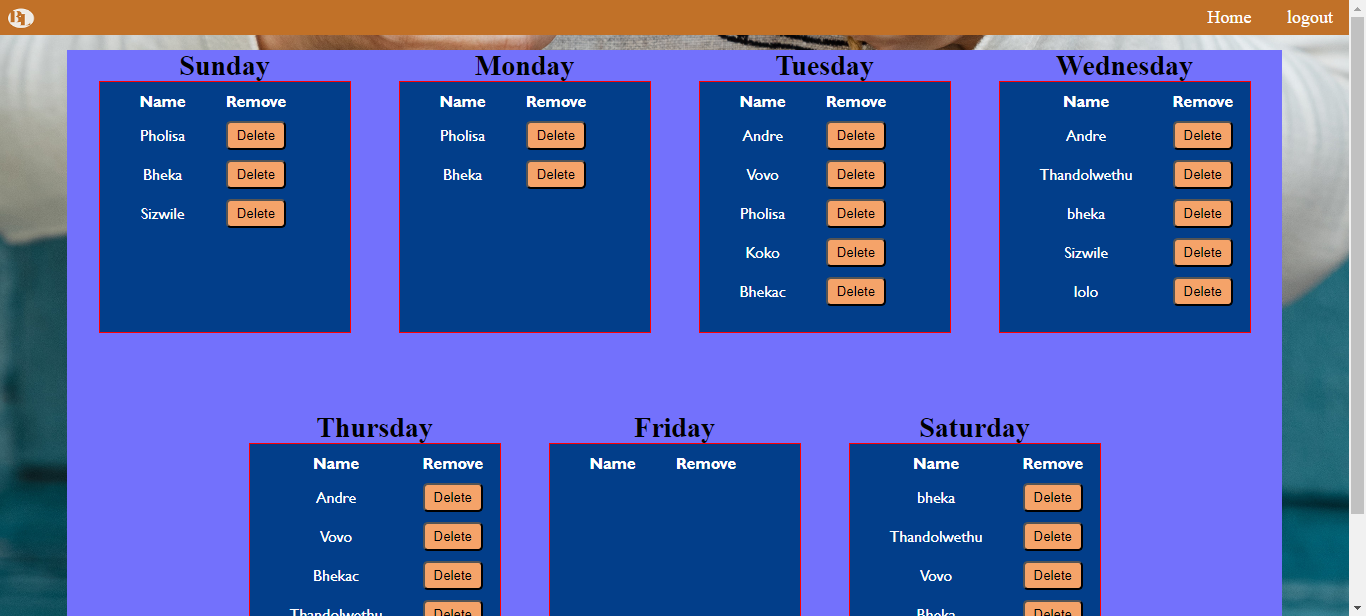 Home logout
Sunday Monday Tuesday Wednesday
Name Remove Name Remove Name Remove Name Remove
Pholisa Delete Pholisa Delete Andre Delete Andre Delete
Bheka Delete Bheka Delete Vovo Delete Thandolwethu Delete
Sizwile Delete Pholisa Delete bheka Delete
Koko Delete Sizwile Delete
Bhekac Delete lolo Delete
Thursday Friday Saturday
Name Remove Name Remove Name Remove
Andre Delete bheka Delete
Vovo Delete Thandolwethu Delete
Bhekac Delete Vovo Delete
Thandolwethu Delete Bheka Delete